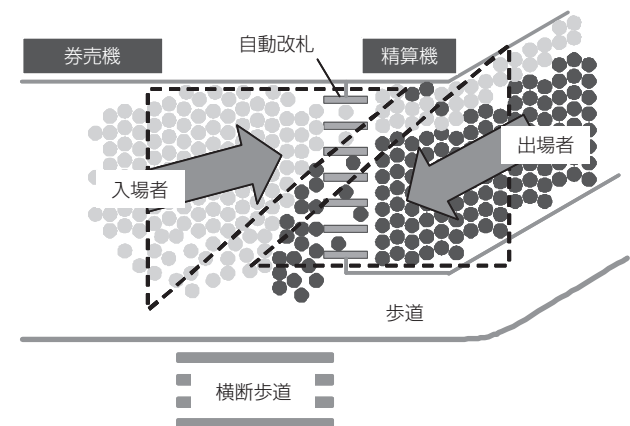 券売機
自動改札
精算機
入場者
出場者
歩道
横断歩道